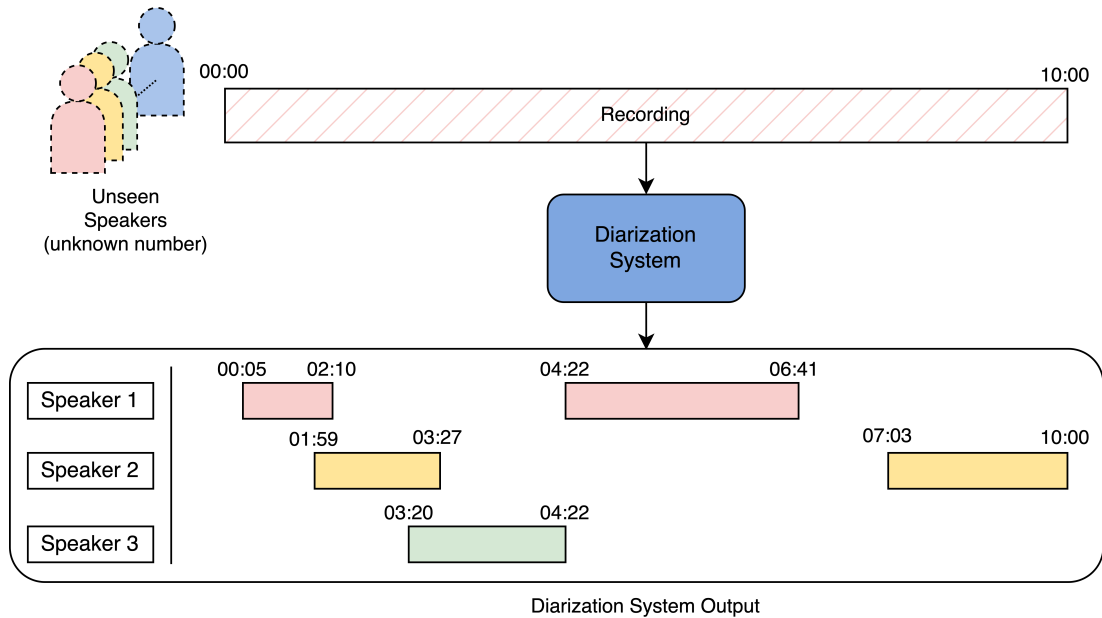 00:00
10:00
Recording
Unseen
Speakers
(unknown number)
Diarization
System
00:05
02:10
04:22
06:41
Speaker 1
01:59
03:27
07:03
10:00
Speaker 2
03:20
04:22
Speaker 3
Diarization System Output